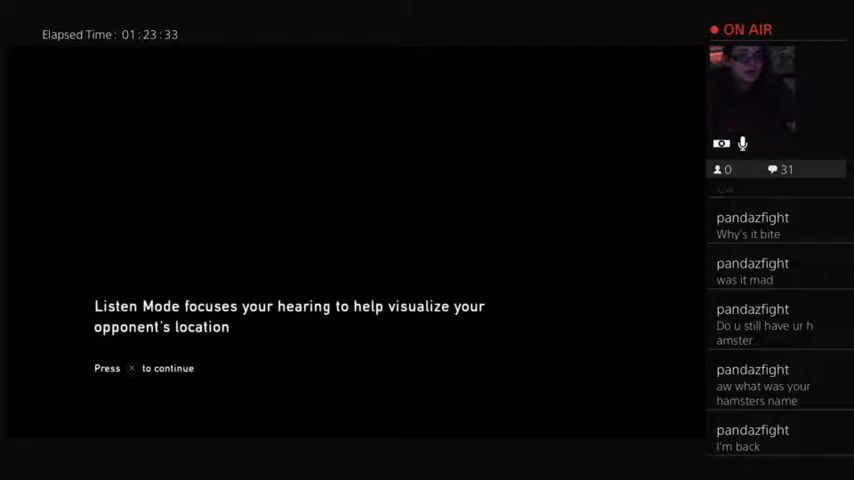 Elapsed Time : 01:23:33
ON AIR
0 31
pandazfight
Why's it bite
pandazfight
was it mad
pandazfight
Do u still have ur h
amster
pandazfight
aw what was your
hamsters name
pandazfight
I'm back
Listen Mode focuses your hearing to help visualize your
opponent's location
Press × to continue